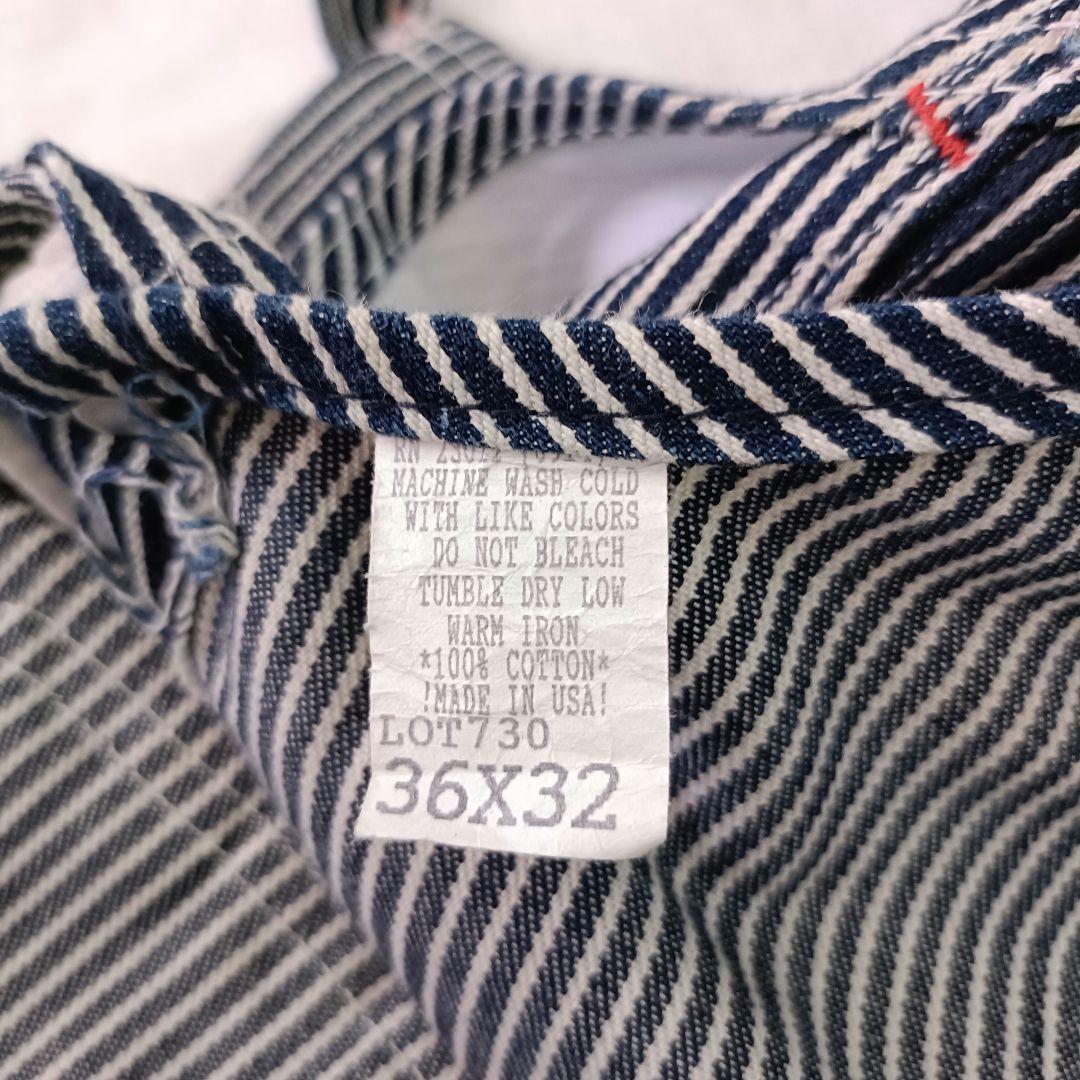 RN
MACHINE WASH COLD
WITH LIKE COLORS
DO NOT BLEACH
TUMBLE DRY LOW
WARM IRON
*100% COTTON*
!MADE IN USA!
LOT730
36X32